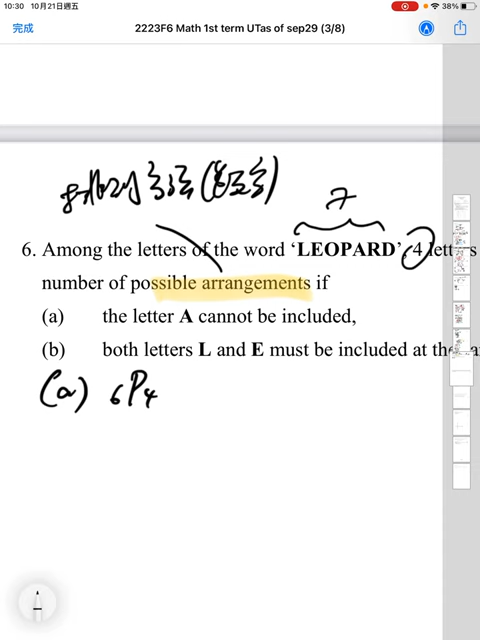 10:30 10月21日週五
38%
完成
2223F6 Math 1st term UTas of sep29 (3/8)
7
6. Among the letters of the word ‘LEOPARD’, 4 letters
number of possible arrangements if
(a) the letter A cannot be included,
(b) both letters L and E must be included at the
(a) 6P4